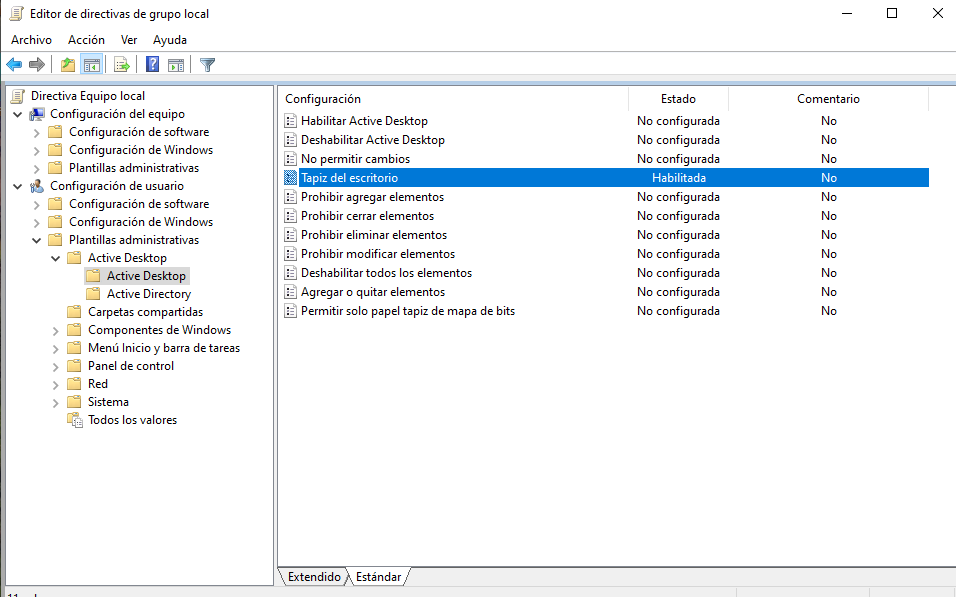 Editor de directivas de grupo local
Archivo Acción Ver Ayuda
Directiva Equipo local
Configuración del equipo
Configuración de software
Configuración de Windows
Plantillas administrativas
Configuración de usuario
Configuración de software
Configuración de Windows
Plantillas administrativas
Active Desktop
Active Desktop
Active Directory
Carpetas compartidas
Componentes de Windows
Menú Inicio y barra de tareas
Panel de control
Red
Sistema
Todos los valores
Configuración Estado Comentario
Habilitar Active Desktop No configurada No
Deshabilitar Active Desktop No configurada No
No permitir cambios No configurada No
Tapiz del escritorio Habilitada No
Prohibir agregar elementos No configurada No
Prohibir cerrar elementos No configurada No
Prohibir eliminar elementos No configurada No
Prohibir modificar elementos No configurada No
Deshabilitar todos los elementos No configurada No
Agregar o quitar elementos No configurada No
Permitir solo papel tapiz de mapa de bits No configurada No
Extendido Estándar